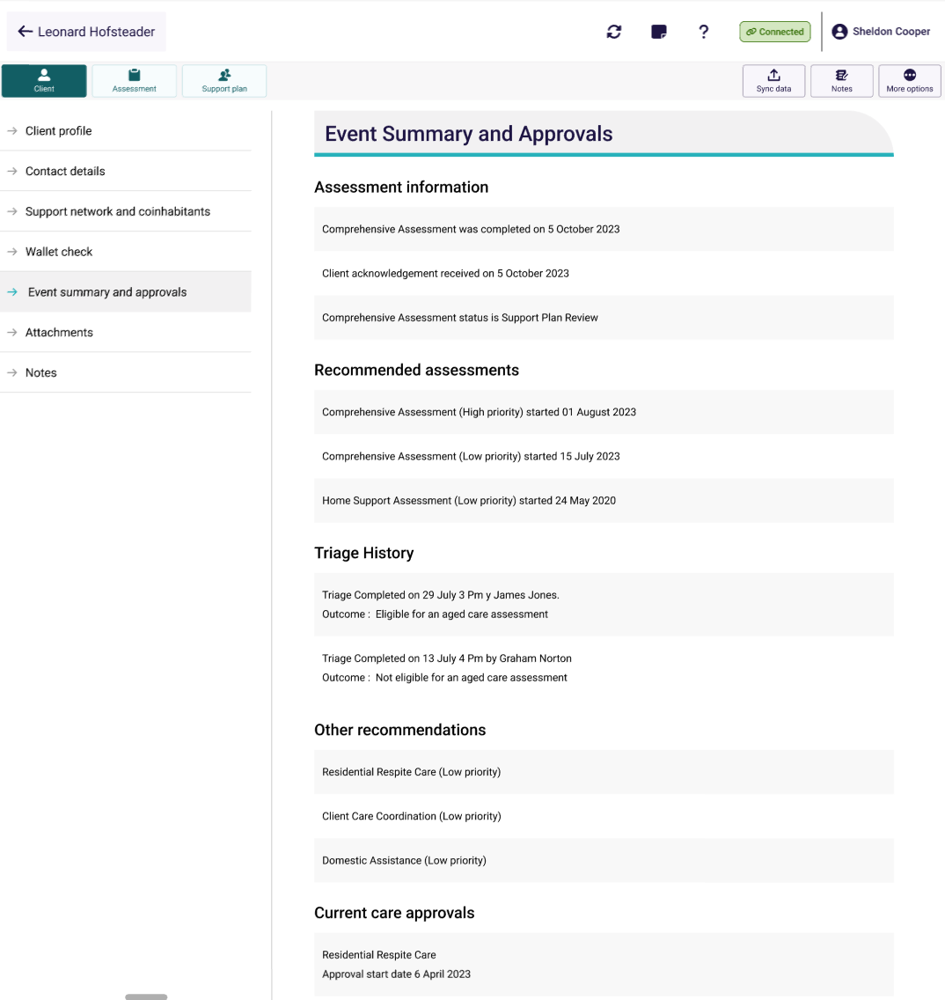 Leonard Hofsteader
?
Connected
Sheldon Cooper
Client
Assessment
Support plan
Sync data
Notes
More options
Client profile
Contact details
Support network and coinhabitants
Wallet check
Event summary and approvals
Attachments
Notes
Event Summary and Approvals
Assessment information
Comprehensive Assessment was completed on 5 October 2023
Client acknowledgement received on 5 October 2023
Comprehensive Assessment status is Support Plan Review
Recommended assessments
Comprehensive Assessment (High priority) started 01 August 2023
Comprehensive Assessment (Low priority) started 15 July 2023
Home Support Assessment (Low priority) started 24 May 2020
Triage History
Triage Completed on 29 July 3 Pm y James Jones.
Outcome : Eligible for an aged care assessment
Triage Completed on 13 July 4 Pm by Graham Norton
Outcome : Not eligible for an aged care assessment
Other recommendations
Residential Respite Care (Low priority)
Client Care Coordination (Low priority)
Domestic Assistance (Low priority)
Current care approvals
Residential Respite Care
Approval start date 6 April 2023